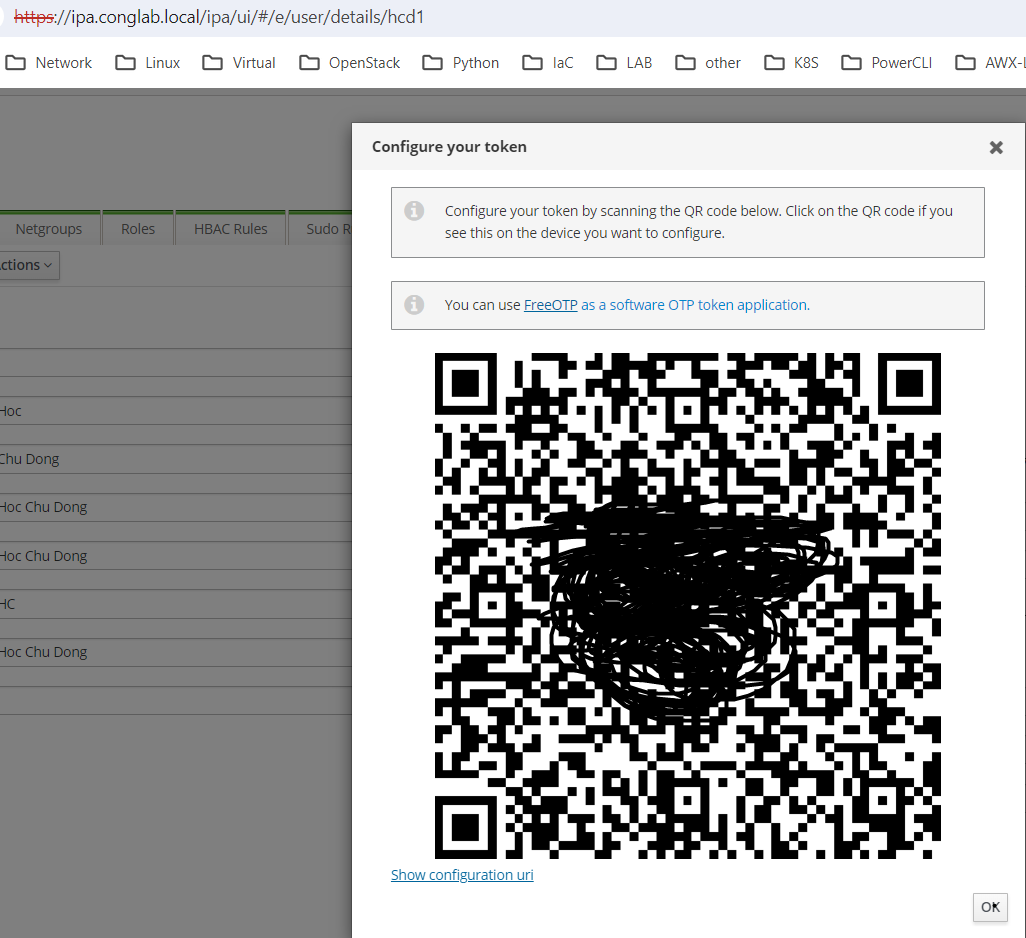 https://ipa.conglab.local/ipa/ui/#/e/user/details/hcd1
Network Linux Virtual OpenStack Python IaC LAB other K8S PowerCLI AWX-L
Configure your token
Configure your token by scanning the QR code below. Click on the QR code if you
see this on the device you want to configure.
Netgroups Roles HBAC Rules Sudo R
ctions
You can use FreeOTP as a software OTP token application.
Hoc
Chu Dong
Hoc Chu Dong
Hoc Chu Dong
HC
Hoc Chu Dong
Show configuration uri
OK